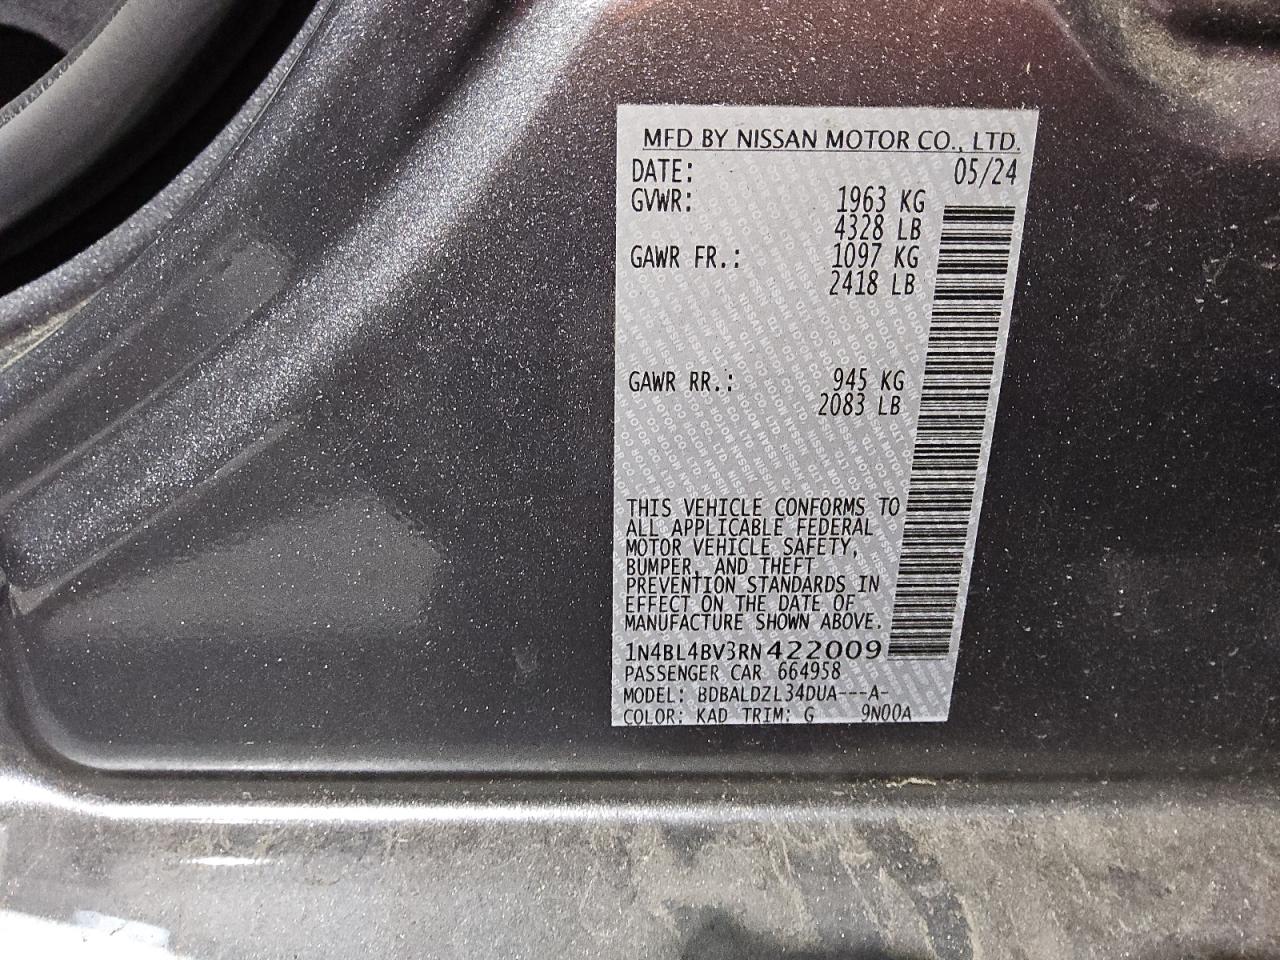 MFD BY NISSAN MOTOR CO., LTD.
DATE: 05/24
GVWR: 1963 KG
4328 LB
GAWR FR.: 1097 KG
2418 LB
GAWR RR.: 945 KG
2083 LB
THIS VEHICLE CONFORMS TO
ALL APPLICABLE FEDERAL
MOTOR VEHICLE SAFETY,
BUMPER, AND THEFT
PREVENTION STANDARDS IN
EFFECT ON THE DATE OF
MANUFACTURE SHOWN ABOVE.
1N4BL4BV3RN422009
PASSENGER CAR 664958
MODEL: BDBALDZL34DUA---A-
COLOR: KAD TRIM: G 9N00A